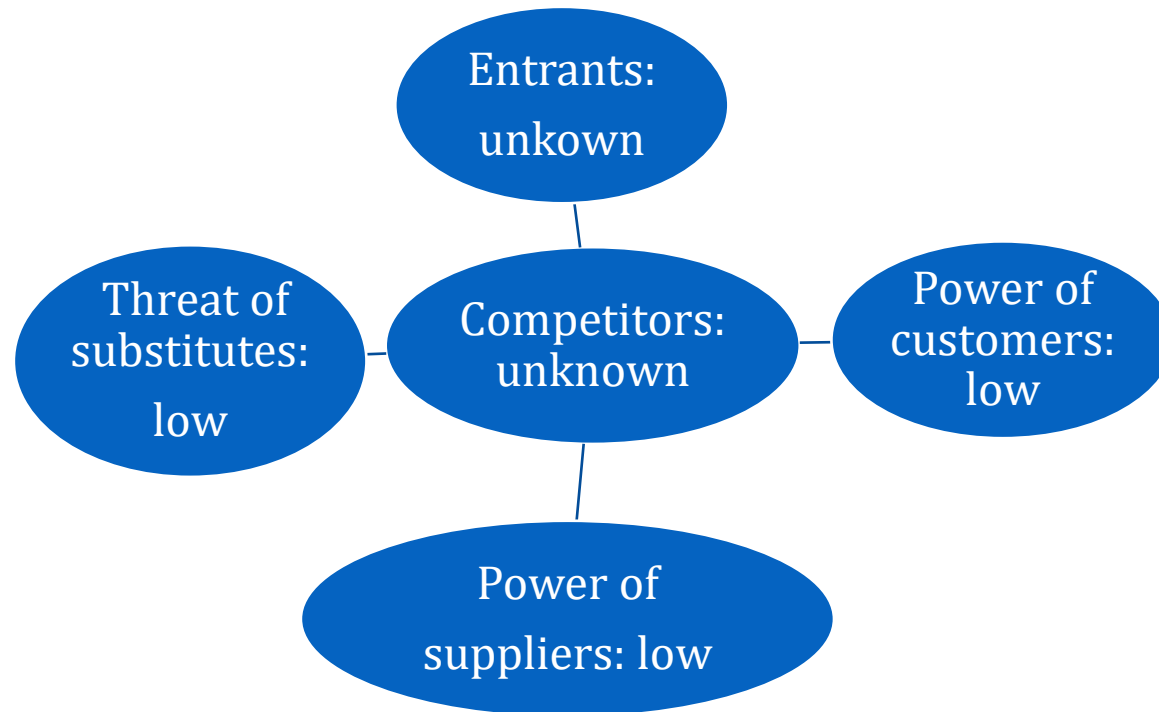 Entrants:
unkown
Threat of
substitutes:
low
Competitors:
unknown
Power of
customers:
low
Power of
suppliers: low